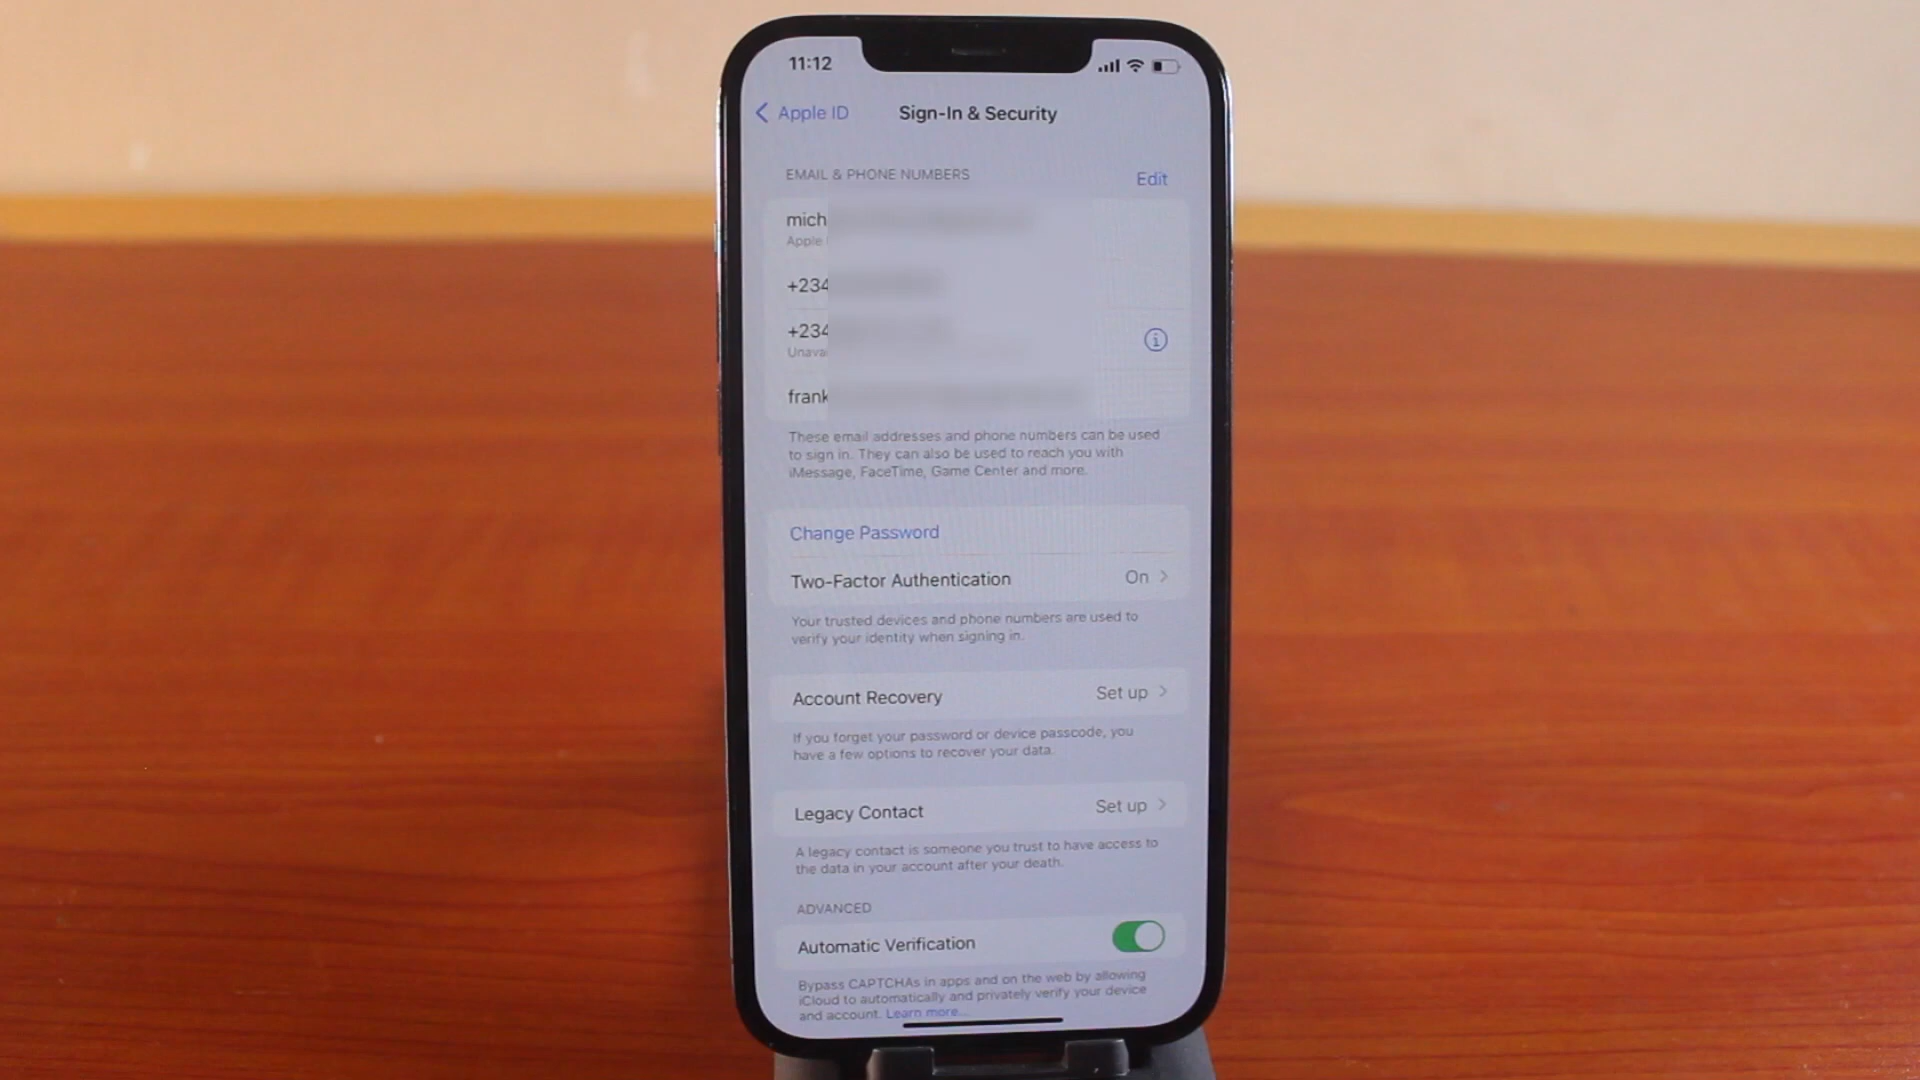 11:12
Apple ID
Sign-In & Security
EMAIL & PHONE NUMBERS
Edit
mich
Apple
+234
+234
Unava
frank
These email addresses and phone numbers can be used
to sign in. They can also be used to reach you with
iMessage, FaceTime, Game Center and more.
Change Password
Two-Factor Authentication
On
Your trusted devices and phone numbers are used to
verify your identity when signing in.
Account Recovery
Set up
If you forget your password or device passcode, you
have a few options to recover your data.
Legacy Contact
Set up
A legacy contact is someone you trust to have access to
the data in your account after your death.
ADVANCED
Automatic Verification
Bypass CAPTCHAs in apps and on the web by allowing
iCloud to automatically and privately verify your device
and account. Learn more...